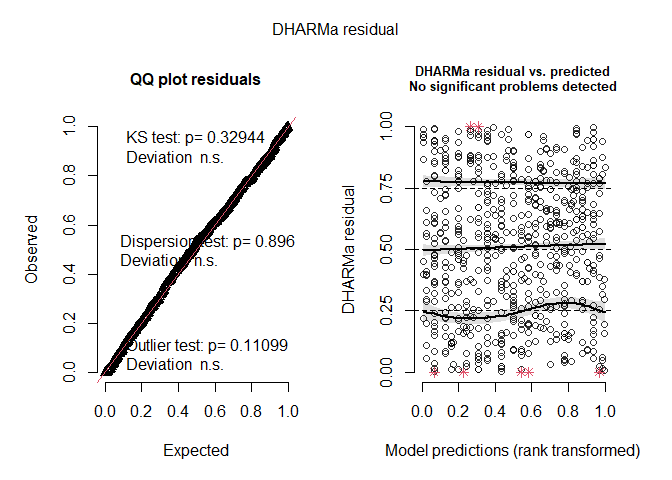 DHARMa residual
QQ plot residuals
KS test: p= 0.32944
Deviation n.s.
Dispersion test: p= 0.896
Deviation n.s.
Outlier test: p= 0.11099
Deviation n.s.
Observed
0.0 0.2 0.4 0.6 0.8 1.0
0.0 0.2 0.4 0.6 0.8 1.0
Expected
DHARMa residual vs. predicted
No significant problems detected
DHARMa residual
0.00 0.25 0.50 0.75 1.00
0.0 0.2 0.4 0.6 0.8 1.0
Model predictions (rank transformed)